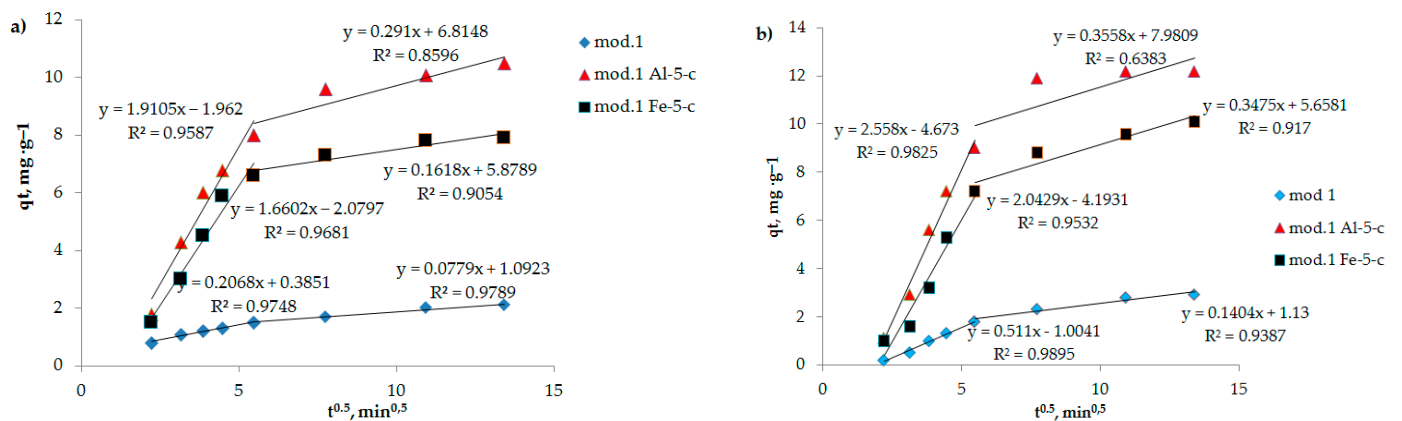 a)
12
10
8
6
4
2
0
0
5
10
15
qt, mg ·g–1
t0.5, min0,5
y = 0.291x + 6.8148
R² = 0.8596
y = 1.9105x – 1.962
R² = 0.9587
y = 0.1618x + 5.8789
R² = 0.9054
y = 1.6602x – 2.0797
R² = 0.9681
y = 0.2068x + 0.3851
R² = 0.9748
y = 0.0779x + 1.0923
R² = 0.9789
mod.1
mod.1 Al-5-c
mod.1 Fe-5-c
b)
14
12
10
8
6
4
2
0
0
5
10
15
qt, mg ·g–1
t0.5, min0,5
y = 0.3558x + 7.9809
R² = 0.6383
y = 2.558x - 4.673
R² = 0.9825
y = 0.3475x + 5.6581
R² = 0.917
y = 2.0429x - 4.1931
R² = 0.9532
y = 0.511x - 1.0041
R² = 0.9895
y = 0.1404x + 1.13
R² = 0.9387
mod 1
mod.1 Al-5-c
mod.1 Fe-5-c